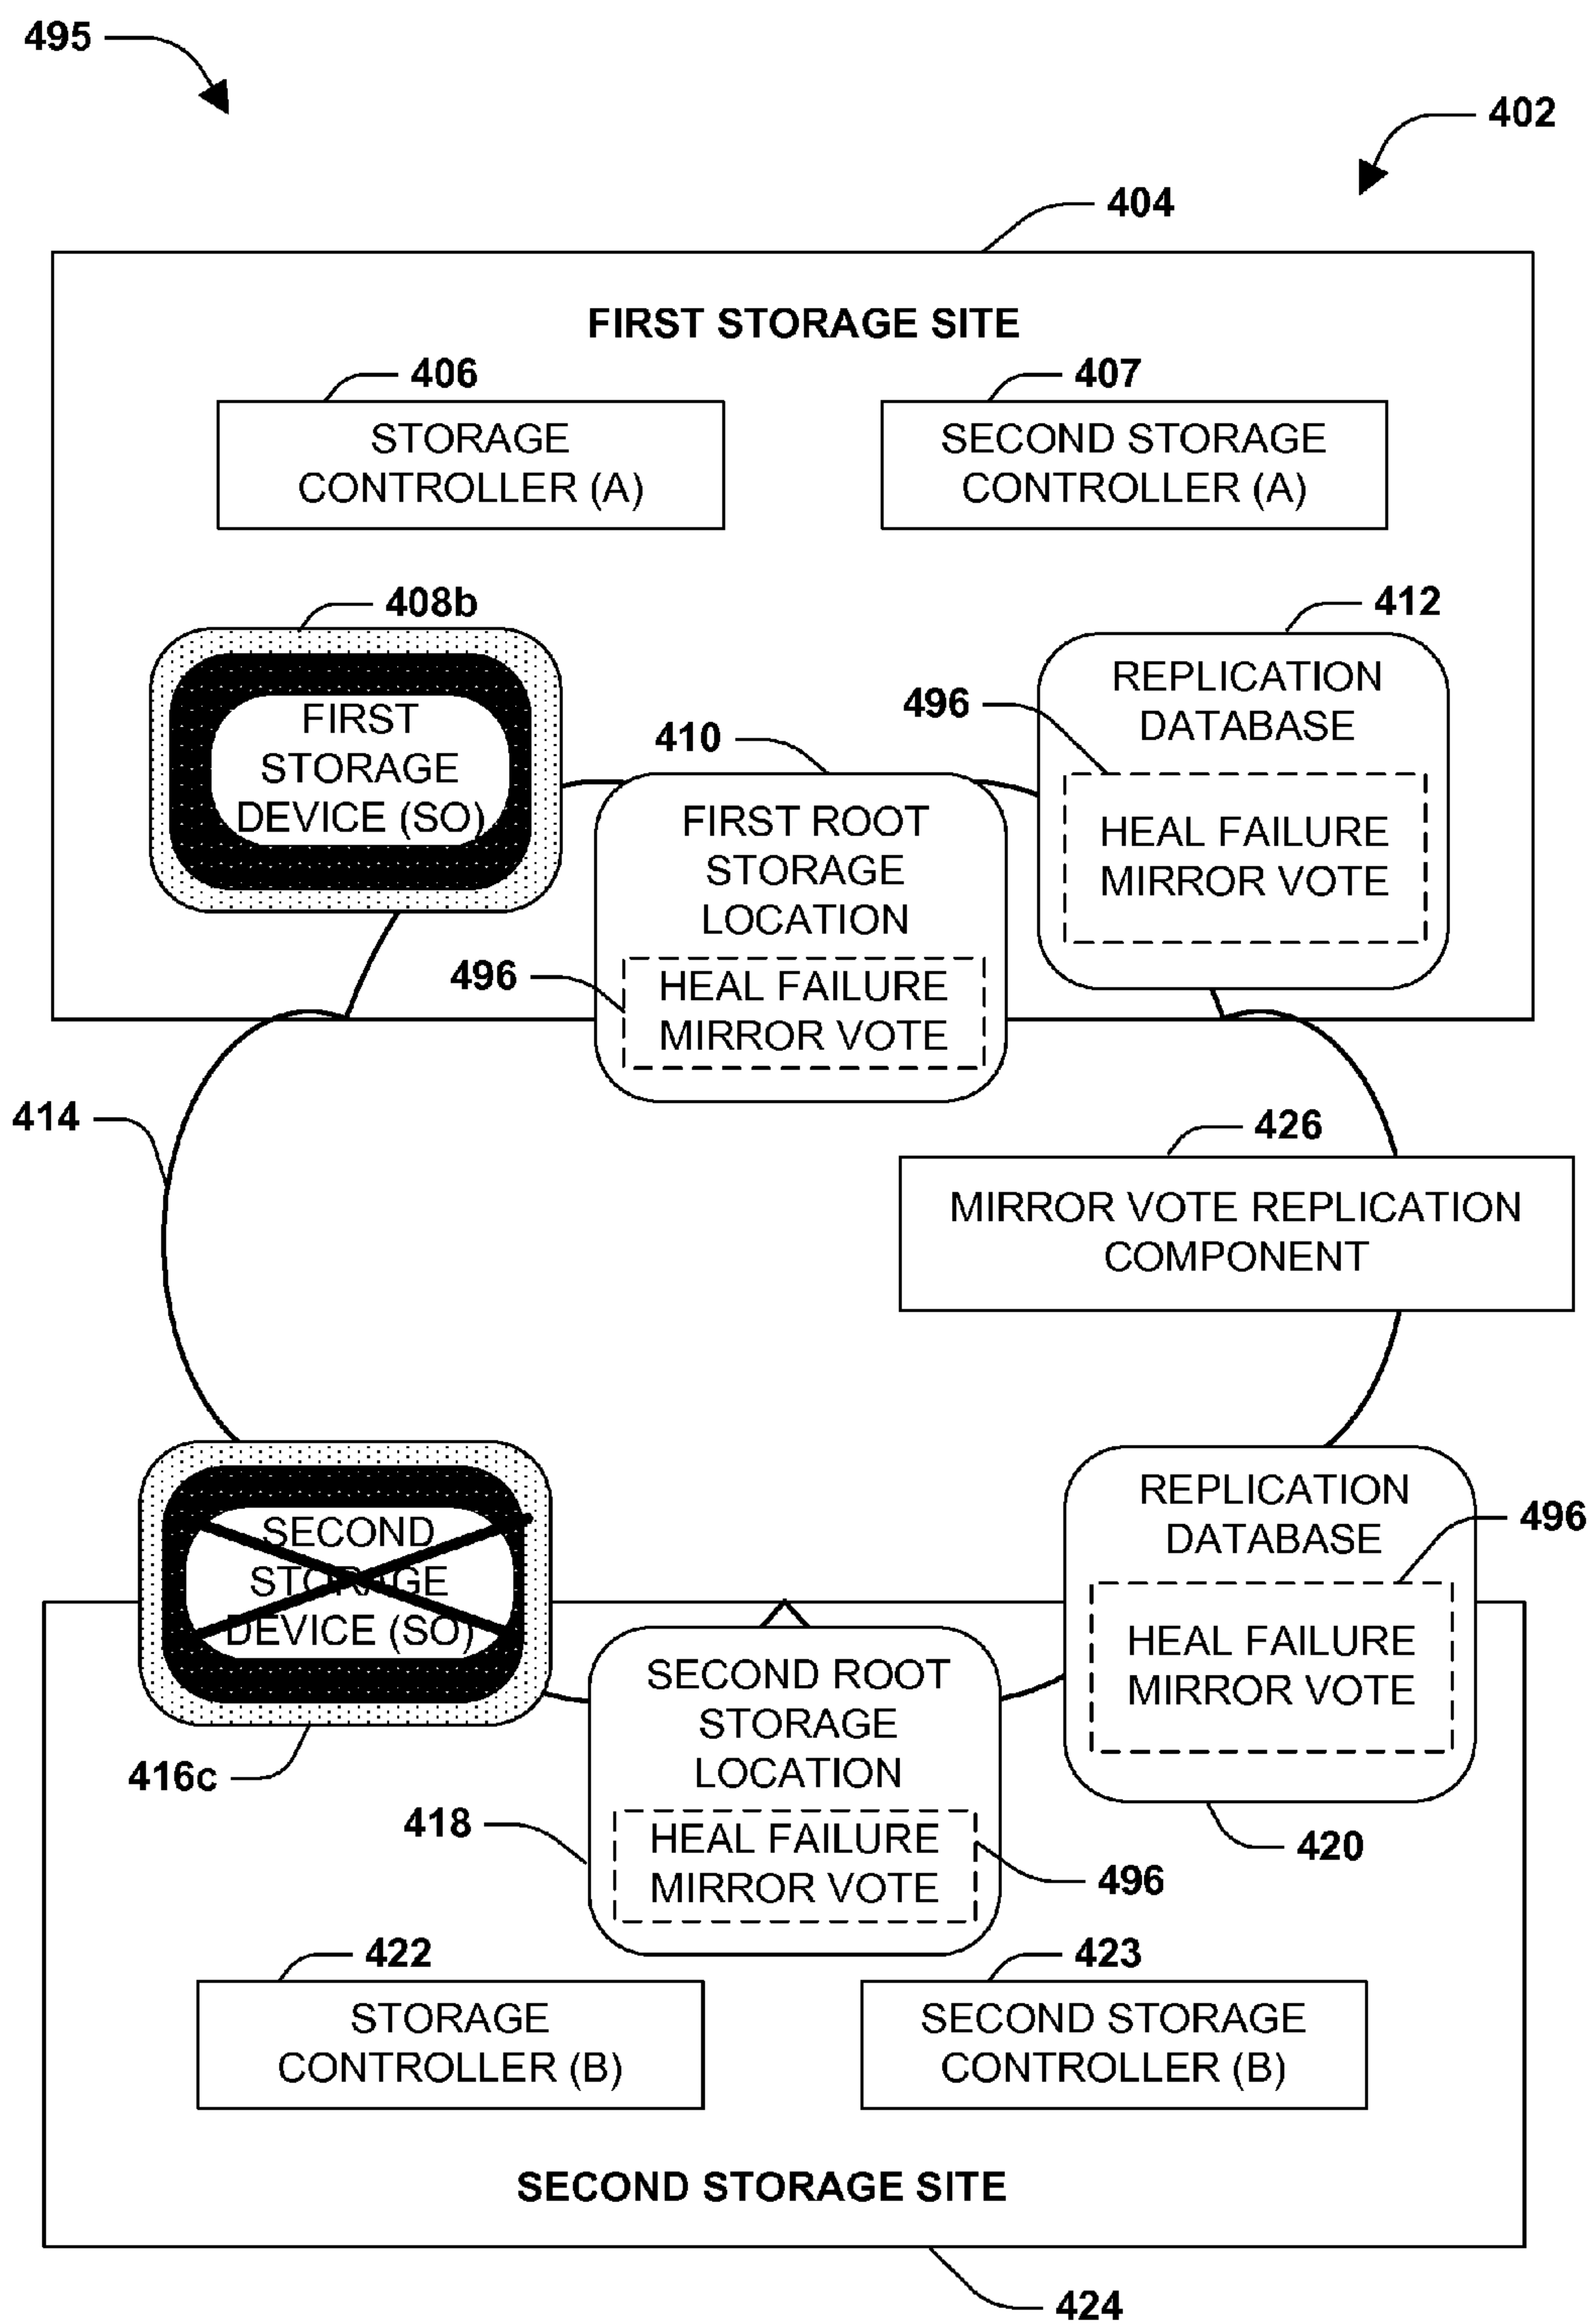 495
402
404
FIRST STORAGE SITE
406
407
STORAGE
CONTROLLER (A)
SECOND STORAGE
CONTROLLER (A)
408b
412
FIRST
STORAGE
DEVICE (SO)
REPLICATION
DATABASE
496
HEAL FAILURE
MIRROR VOTE
410
FIRST ROOT
STORAGE
LOCATION
496
HEAL FAILURE
MIRROR VOTE
414
426
MIRROR VOTE REPLICATION
COMPONENT
SECOND
STORAGE
DEVICE (SO)
416c
REPLICATION
DATABASE
496
HEAL FAILURE
MIRROR VOTE
420
SECOND ROOT
STORAGE
LOCATION
418
HEAL FAILURE
MIRROR VOTE
496
422
423
STORAGE
CONTROLLER (B)
SECOND STORAGE
CONTROLLER (B)
SECOND STORAGE SITE
424